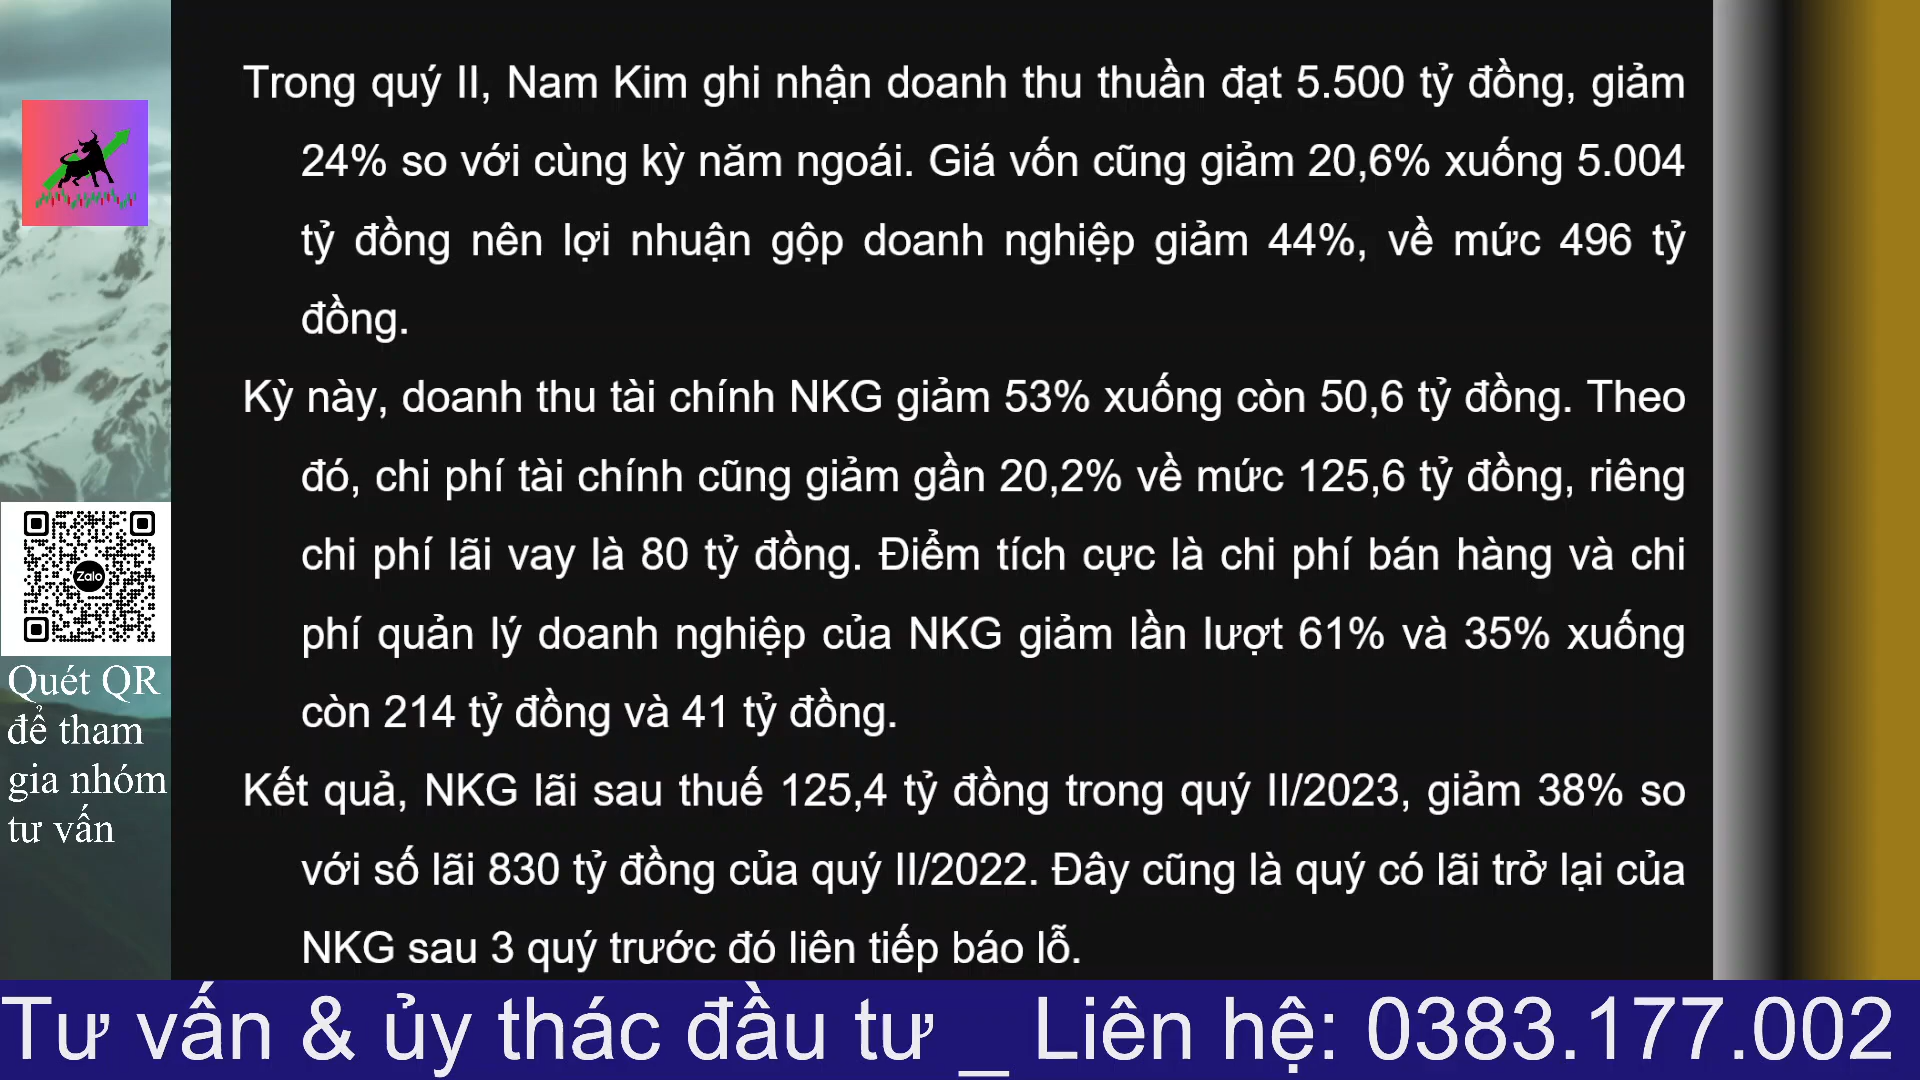 Trong quý II, Nam Kim ghi nhận doanh thu thuần đạt 5.500 tỷ đồng, giảm
24% so với cùng kỳ năm ngoái. Giá vốn cũng giảm 20,6% xuống 5.004
tỷ đồng nên lợi nhuận gộp doanh nghiệp giảm 44%, về mức 496 tỷ
đồng.
Kỳ này, doanh thu tài chính NKG giảm 53% xuống còn 50,6 tỷ đồng. Theo
đó, chi phí tài chính cũng giảm gần 20,2% về mức 125,6 tỷ đồng, riêng
chi phí lãi vay là 80 tỷ đồng. Điểm tích cực là chi phí bán hàng và chi
phí quản lý doanh nghiệp của NKG giảm lần lượt 61% và 35% xuống
còn 214 tỷ đồng và 41 tỷ đồng.
Kết quả, NKG lãi sau thuế 125,4 tỷ đồng trong quý II/2023, giảm 38% so
với số lãi 830 tỷ đồng của quý II/2022. Đây cũng là quý có lãi trở lại của
NKG sau 3 quý trước đó liên tiếp báo lỗ.
Zalo
Quét QR
để tham
gia nhóm
tư vấn
Tư vấn & ủy thác đầu tư _ Liên hệ: 0383.177.002